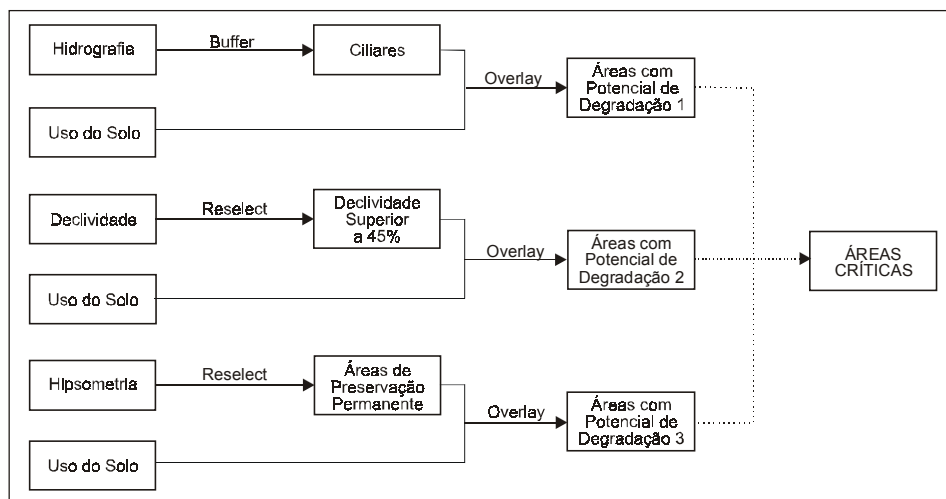 Hidrografia
Buffer
Ciliares
Overlay
Áreas com
Potencial de
Degradação 1
Uso do Solo
Declividade
Reselect
Declividade
Superior
a 45%
Overlay
Áreas com
Potencial de
Degradação 2
ÁREAS
CRÍTICAS
Uso do Solo
Hipsometria
Reselect
Áreas de
Preservação
Permanente
Overlay
Áreas com
Potencial de
Degradação 3
Uso do Solo